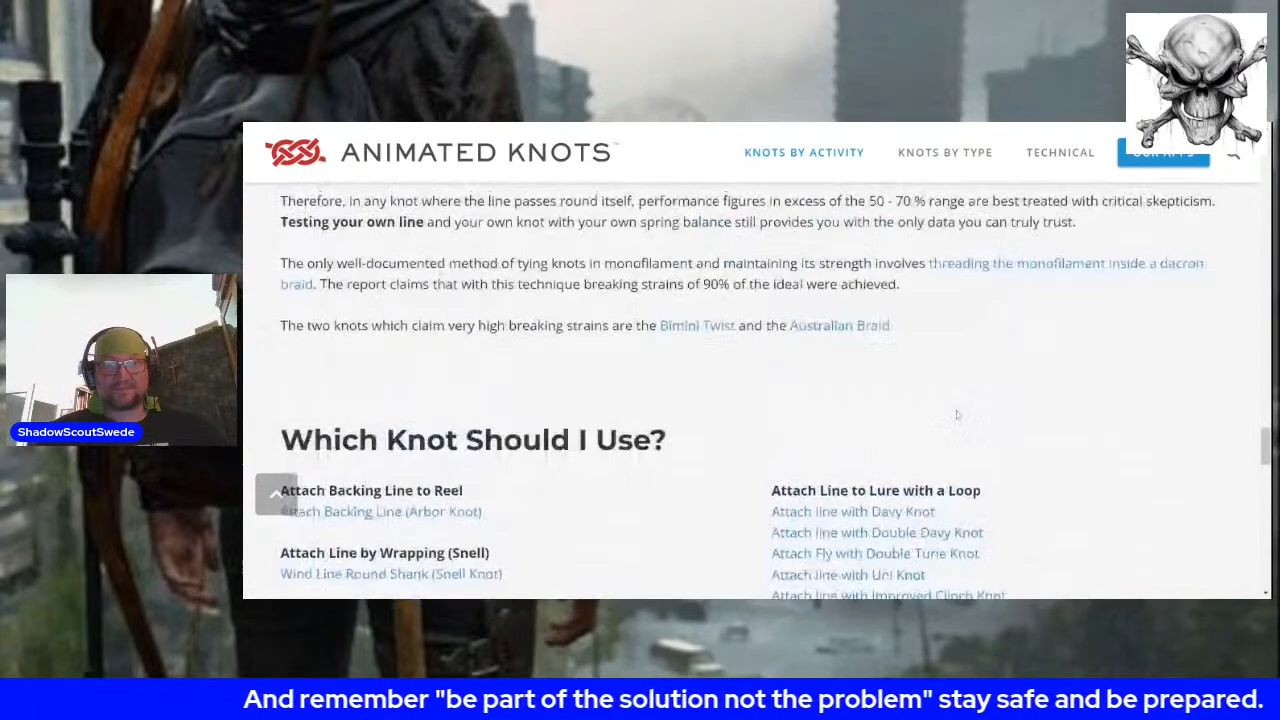 ANIMATED KNOTS™
KNOTS BY ACTIVITY
KNOTS BY TYPE
TECHNICAL
OUR APPS
Therefore, in any knot where the line passes round itself, performance figures in excess of the 50 - 70 % range are best treated with critical skepticism.
Testing your own line and your own knot with your own spring balance still provides you with the only data you can truly trust.
The only well-documented method of tying knots in monofilament and maintaining its strength involves threading the monofilament inside a dacron
braid. The report claims that with this technique breaking strains of 90% of the ideal were achieved.
The two knots which claim very high breaking strains are the Bimini Twist and the Australian Braid
ShadowScoutSwede
Which Knot Should I Use?
Attach Backing Line to Reel
Attach Backing Line (Arbor Knot)
Attach Line by Wrapping (Snell)
Wind Line Round Shank (Snell Knot)
Attach Line to Lure with a Loop
Attach line with Davy Knot
Attach line with Double Davy Knot
Attach Fly with Double Turle Knot
Attach line with Uni Knot
Attach line with Improved Clinch Knot
And remember "be part of the solution not the problem" stay safe and be prepared.